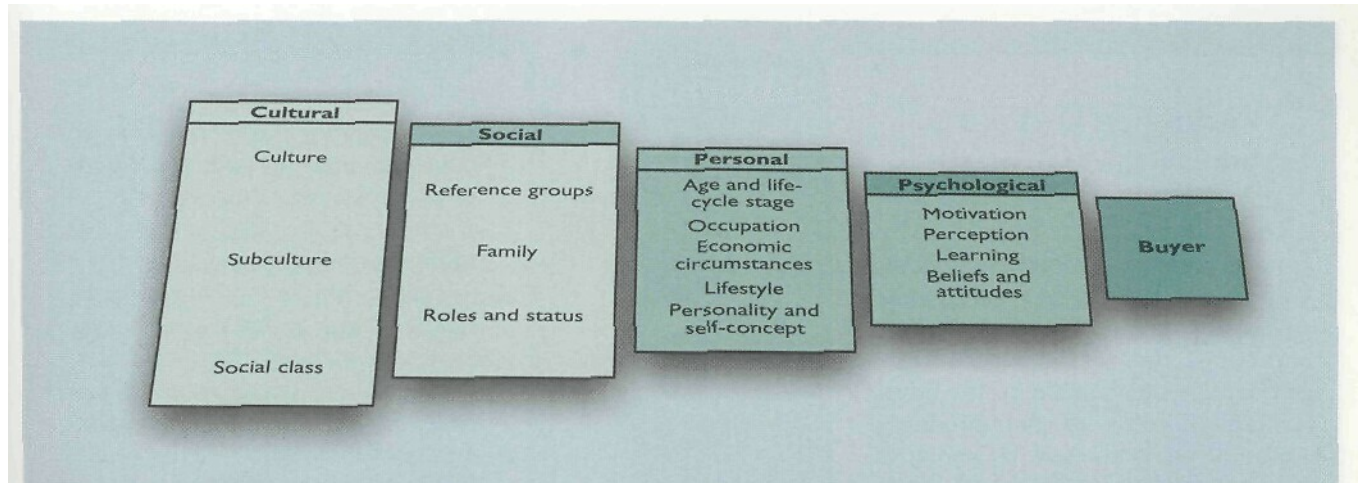 Cultural
Culture
Subculture
Social class
Social
Reference groups
Family
Roles and status
Personal
Age and life-
cycle stage
Occupation
Economic
circumstances
Lifestyle
Personality and
self-concept
Psychological
Motivation
Perception
Learning
Beliefs and
attitudes
Buyer